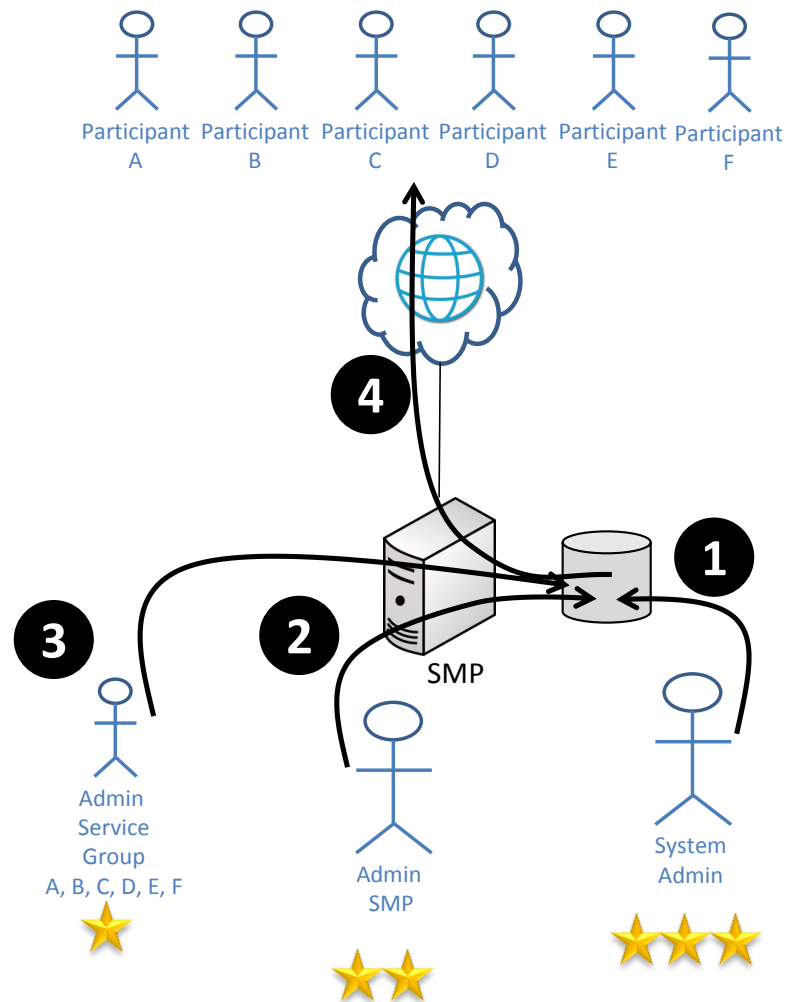 Participant Participant Participant Participant Participant Participant
A B C D E F
4
1
3
2
SMP
Admin
Service
Group
A, B, C, D, E, F
Admin
SMP
System
Admin